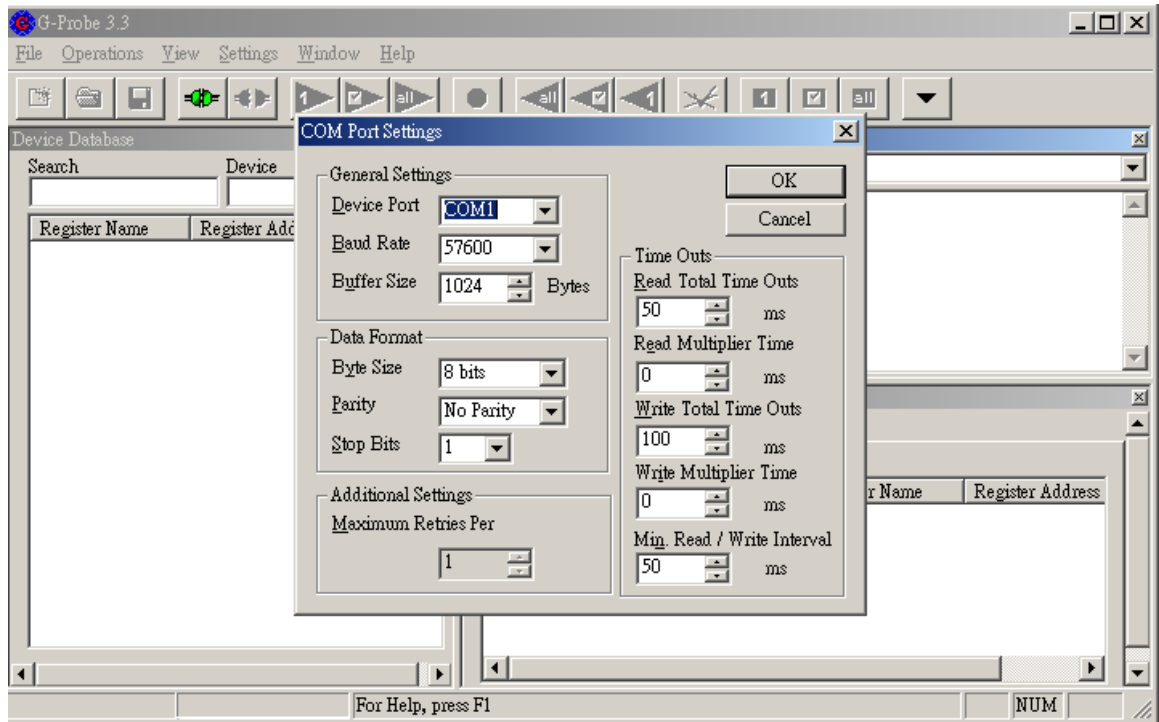 G-Probe 3.3
File Operations View Settings Window Help
1 all all 1 1 all
Device Database
Search Device
Register Name Register Add
COM Port Settings
General Settings
Device Port COM1
Baud Rate 57600
Buffer Size 1024 Bytes
Data Format
Byte Size 8 bits
Parity No Parity
Stop Bits 1
Additional Settings
Maximum Retries Per
1
OK
Cancel
Time Outs
Read Total Time Outs
50 ms
Read Multiplier Time
0 ms
Write Total Time Outs
100 ms
Write Multiplier Time
0 ms
Min. Read / Write Interval
50 ms
r Name Register Address
For Help, press F1 NUM